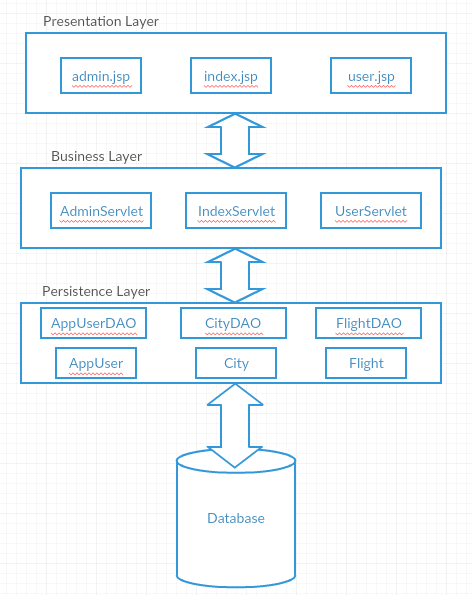 Presentation Layer
admin.jsp index.jsp user.jsp
Business Layer
AdminServlet IndexServlet UserServlet
Persistence Layer
AppUserDAO CityDAO FlightDAO
AppUser City Flight
Database